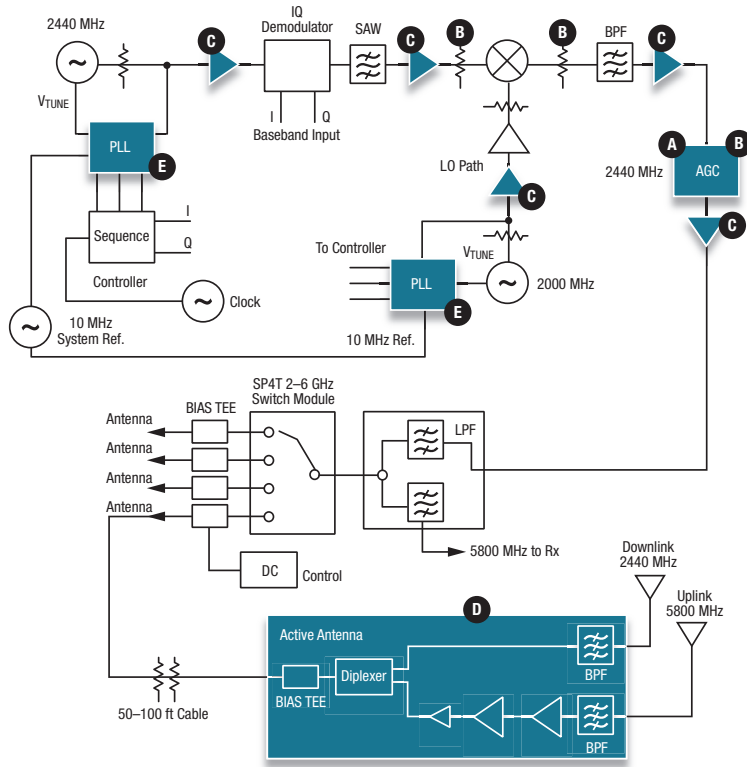 2440 MHz
C
IQ
Demodulator
SAW
C
B
B
BPF
C
VTUNE
I
Q
Baseband Input
PLL
E
LO Path
C
2440 MHz
A
B
AGC
C
Sequence
I
Q
Controller
Clock
To Controller
VTUNE
PLL
E
2000 MHz
10 MHz
System Ref.
10 MHz Ref.
SP4T 2–6 GHz
Switch Module
BIAS TEE
Antenna
Antenna
Antenna
Antenna
LPF
5800 MHz to Rx
DC
Control
Downlink
2440 MHz
Uplink
5800 MHz
D
Active Antenna
BIAS TEE
Diplexer
BPF
BPF
50–100 ft Cable